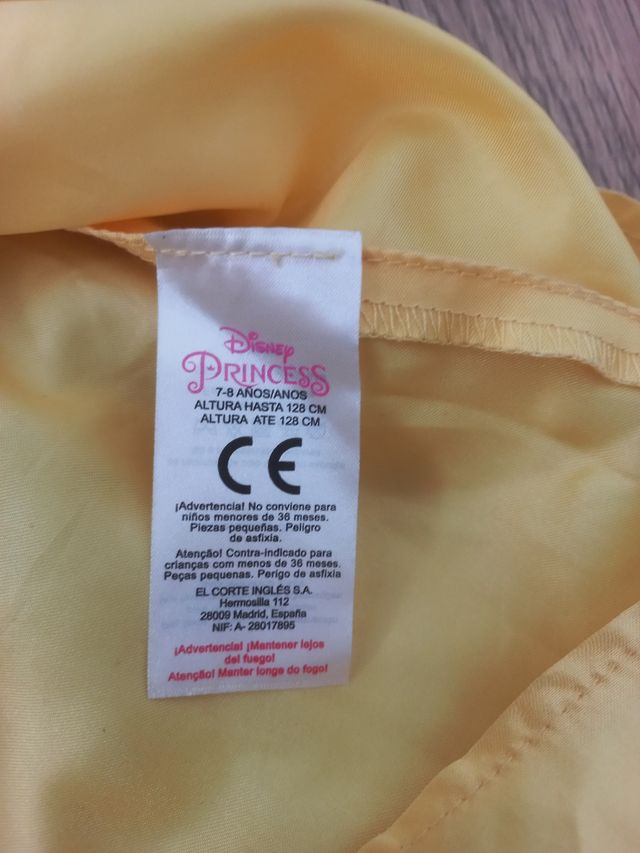 Disney
PRINCESS
7-8 AÑOS/ANOS
ALTURA HASTA 128 CM
ALTURA ATE 128 CM
CE
¡Advertencia! No conviene para
niños menores de 36 meses.
Piezas pequeñas. Peligro
de asfixia.
Atenção! Contra-indicado para
crianças com menos de 36 meses.
Peças pequenas. Perigo de asfixia
EL CORTE INGLÉS S.A.
Hermosilla 112
28009 Madrid, España
NIF: A- 28017895
¡Advertencia! ¡Mantener lejos
del fuego!
Atenção! Manter longe do fogo!